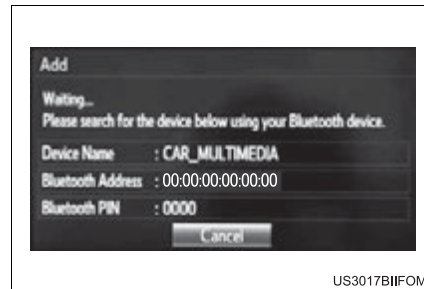 Add
Waiting...
Please search for the device below using your Bluetooth device.
Device Name : CAR_MULTIMEDIA
Bluetooth Address : 00:00:00:00:00:00
Bluetooth PIN : 0000
Cancel
US3017BIIFOM